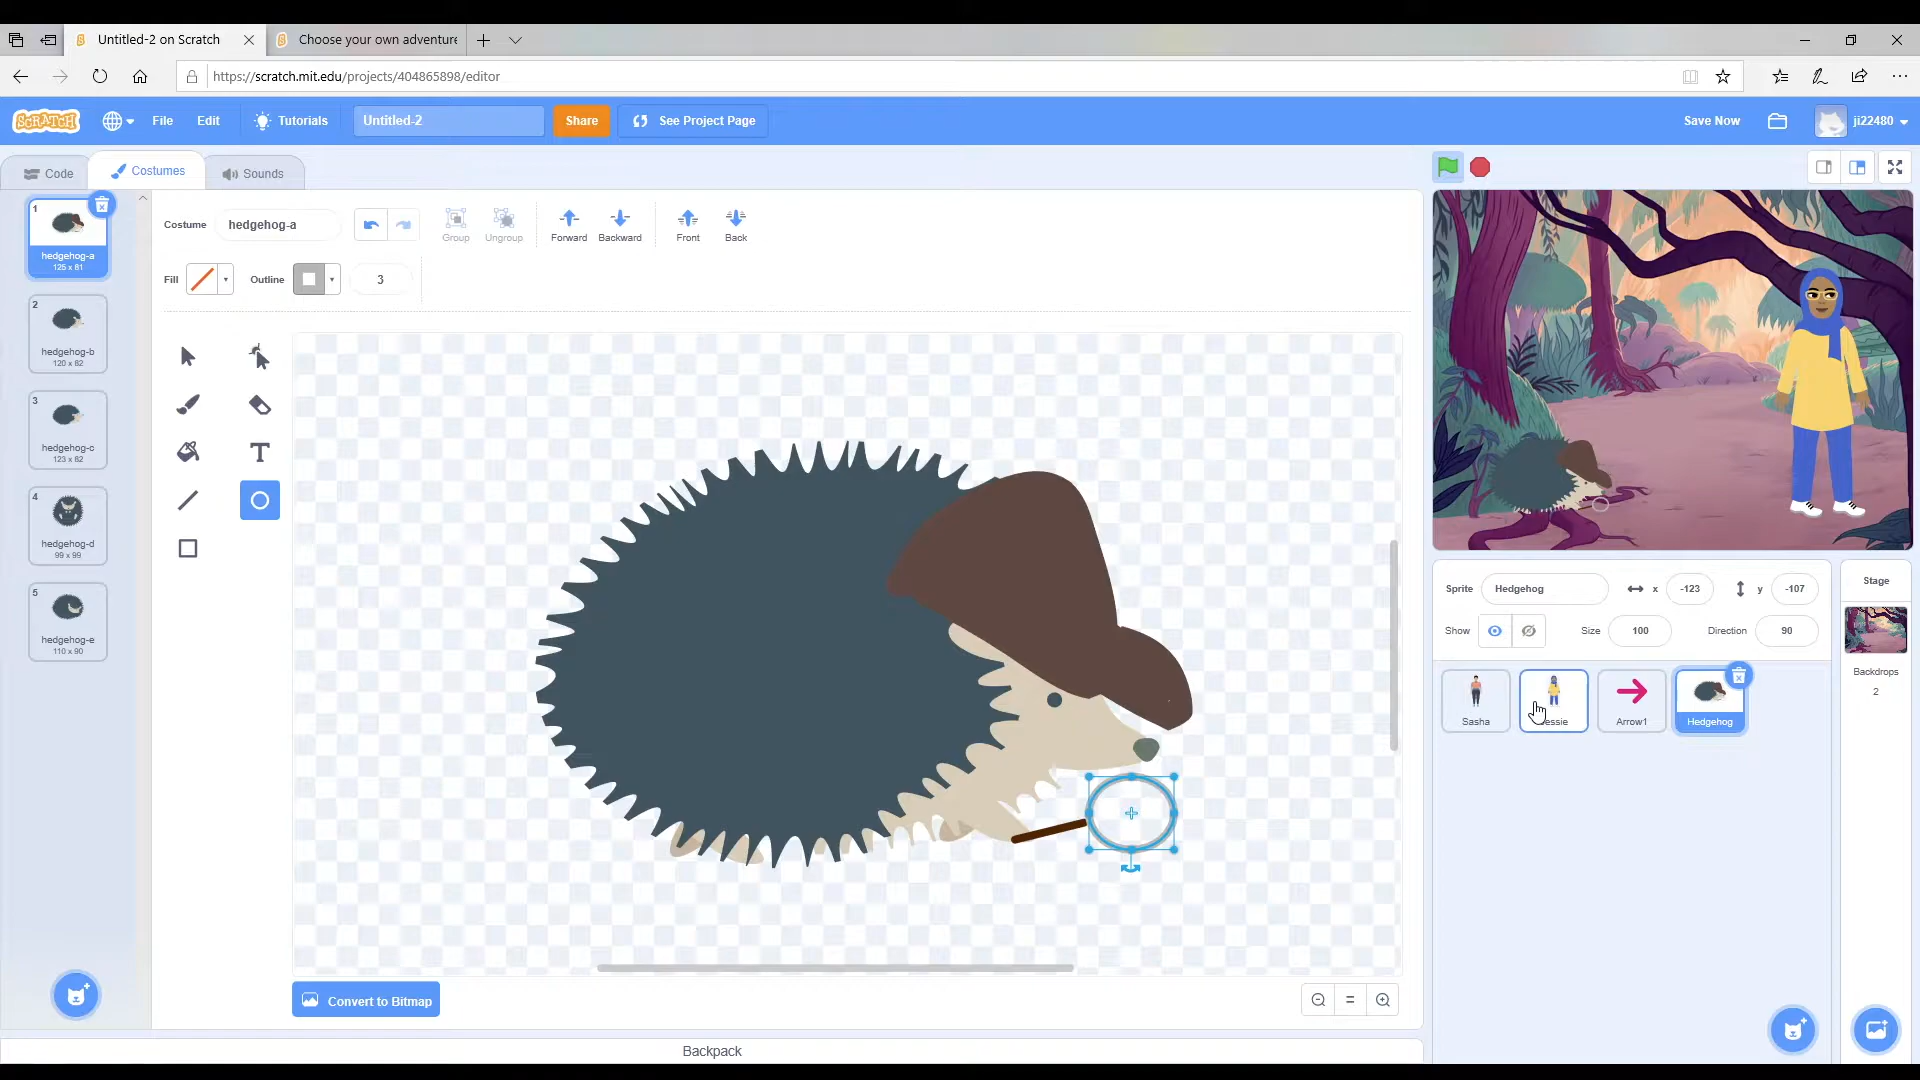 Untitled-2 on Scratch
Choose your own adventure
https://scratch.mit.edu/projects/404865898/editor
SCRATCH
File
Edit
Tutorials
Untitled-2
Share
See Project Page
Save Now
ji22480
Code
Costumes
Sounds
1
hedgehog-a
125 x 81
2
hedgehog-b
120 x 82
3
hedgehog-c
123 x 82
4
hedgehog-d
99 x 99
5
hedgehog-e
110 x 90
Costume
hedgehog-a
Group
Ungroup
Forward
Backward
Front
Back
Fill
Outline
3
T
Convert to Bitmap
Backpack
Sprite
Hedgehog
x
-123
y
-107
Show
Size
100
Direction
90
Sasha
essie
Arrow1
Hedgehog
Stage
Backdrops
2